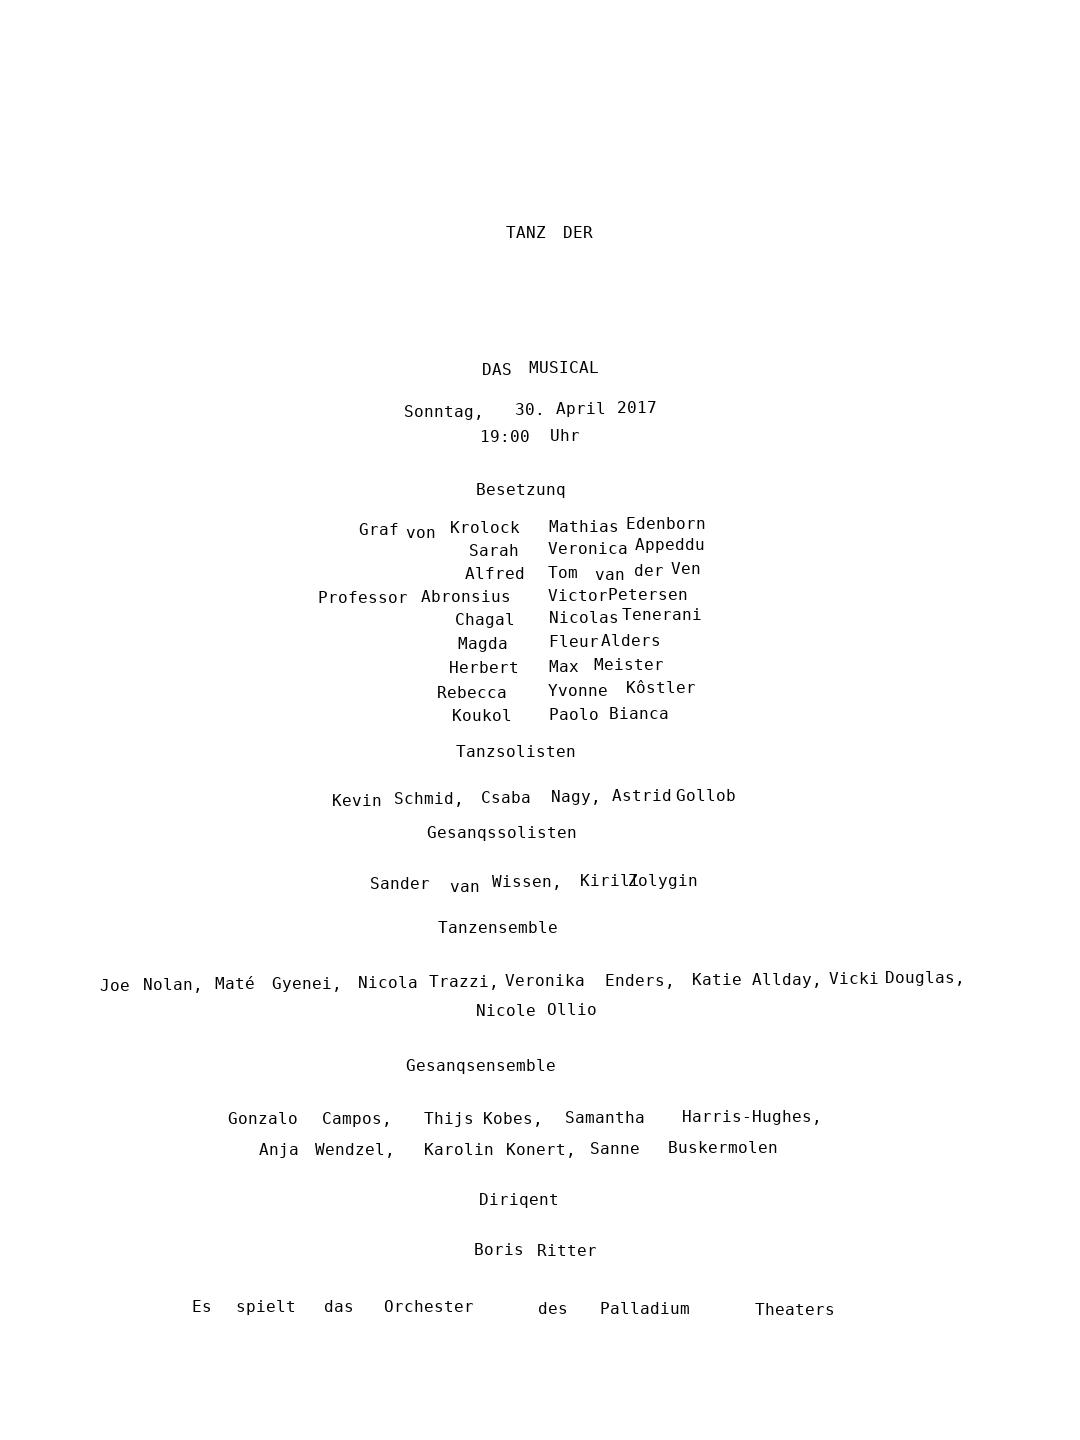 TANZ DER
DAS MUSICAL
Sonntag, 30. April 2017
19:00 Uhr
Besetzunq
Graf von Krolock Mathias Edenborn
Sarah Veronica Appeddu
Alfred Tom van der Ven
Professor Abronsius Victor Petersen
Chagal Nicolas Tenerani
Magda Fleur Alders
Herbert Max Meister
Rebecca Yvonne Kôstler
Koukol Paolo Bianca
Tanzsolisten
Kevin Schmid, Csaba Nagy, Astrid Gollob
Gesanqssolisten
Sander van Wissen, Kirill Zolygin
Tanzensemble
Joe Nolan, Maté Gyenei, Nicola Trazzi, Veronika Enders, Katie Allday, Vicki Douglas,
Nicole Ollio
Gesanqsensemble
Gonzalo Campos, Thijs Kobes, Samantha Harris-Hughes,
Anja Wendzel, Karolin Konert, Sanne Buskermolen
Diriqent
Boris Ritter
Es spielt das Orchester des Palladium Theaters